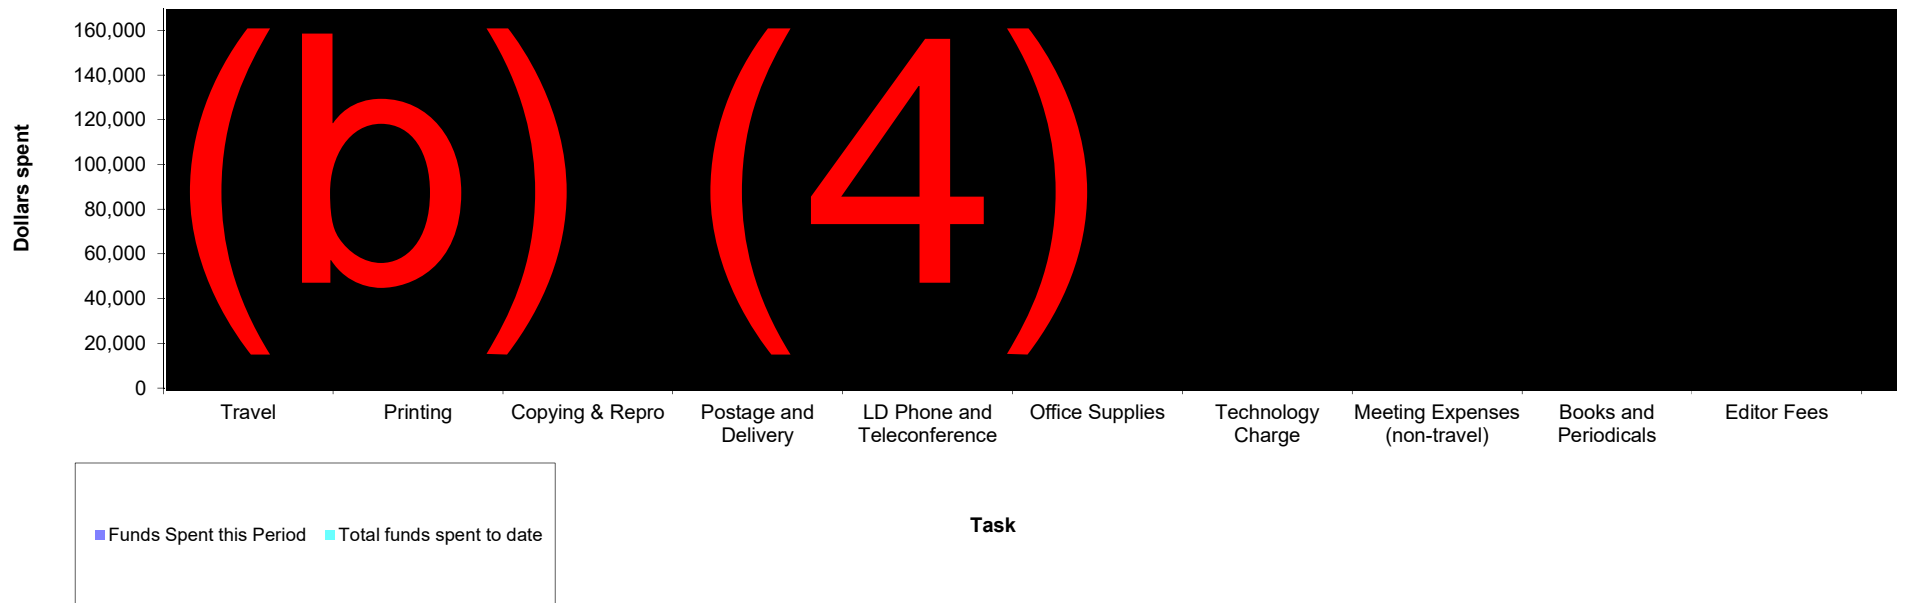 Dollars spent
160,000
140,000
120,000
100,000
80,000
60,000
40,000
20,000
0
(b) (4)
Travel
Printing
Copying & Repro
Postage and
Delivery
LD Phone and
Teleconference
Office Supplies
Technology
Charge
Meeting Expenses
(non-travel)
Books and
Periodicals
Editor Fees
Task
Funds Spent this Period
Total funds spent to date